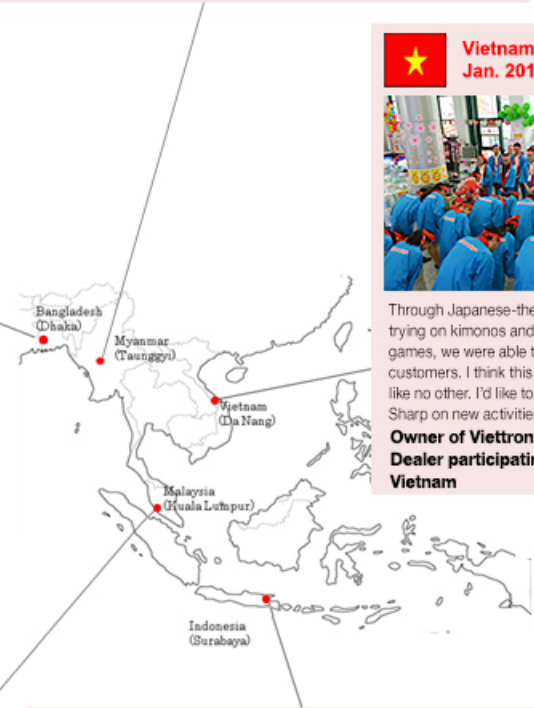 Vietnam
Jan. 201
Bangladesh
(Dhaka)
Myanmar
(Taunggyi)
Vietnam
(Da Nang)
Malaysia
(Kuala Lumpur)
Indonesia
(Surabaya)
Through Japanese-the
trying on kimonos and
games, we were able t
customers. I think this
like no other. I'd like to
Sharp on new activitie
Owner of Viettron
Dealer participatin
Vietnam